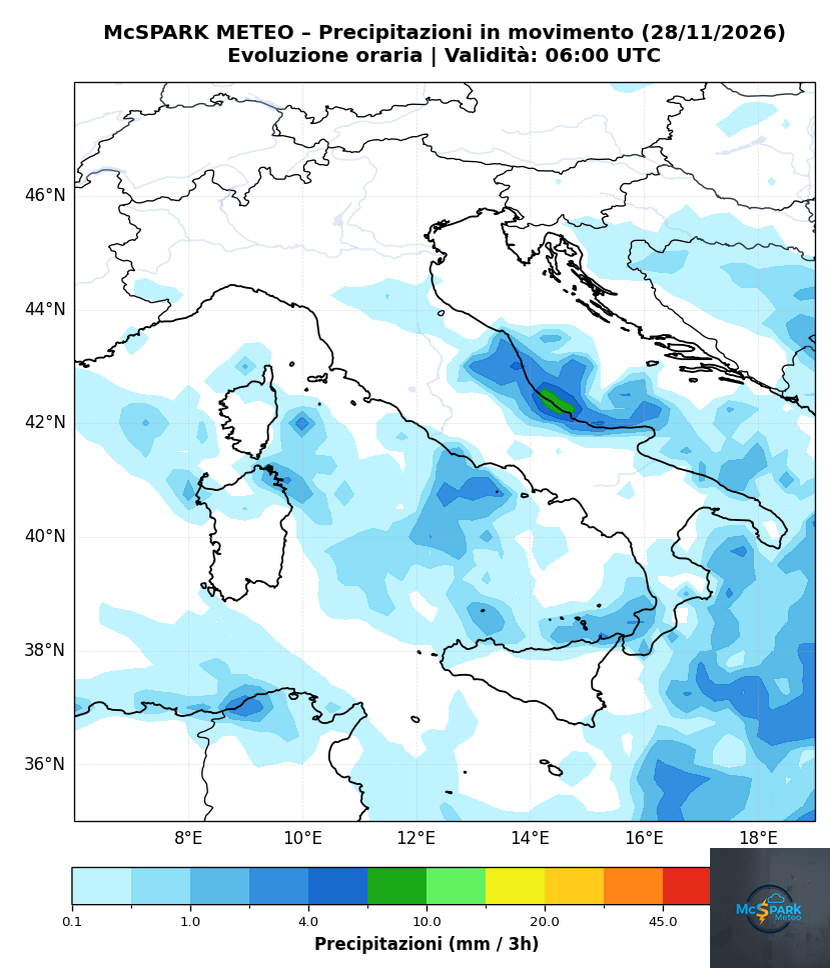 McSPARK METEO – Precipitazioni in movimento (28/11/2026)
Evoluzione oraria | Validità: 06:00 UTC
46°N
44°N
42°N
40°N
38°N
36°N
8°E 10°E 12°E 14°E 16°E 18°E
0.1 1.0 4.0 10.0 20.0 45.0
Precipitazioni (mm / 3h)
McSPARK
Meteo